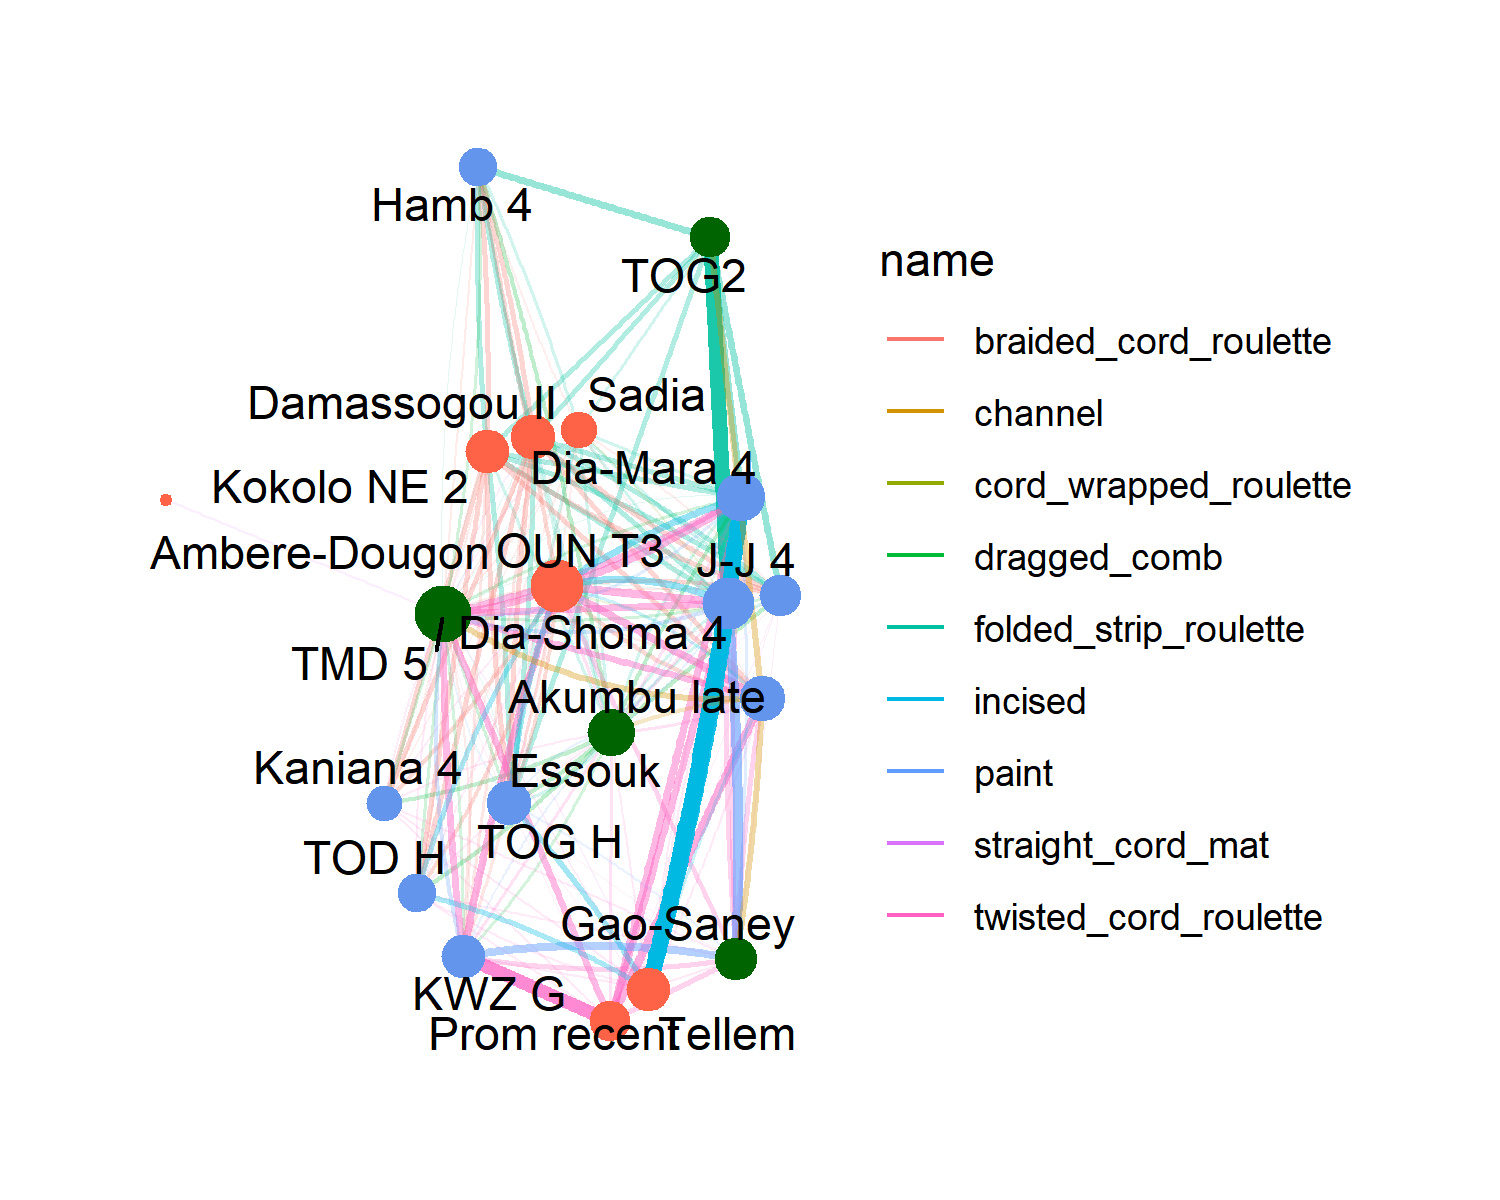 Hamb 4
TOG2
Damassogou II
Sadia
Kokolo NE 2
Dia-Mara 4
Ambere-Dougon
OUN T3
J-J 4
TMD 5
Dia-Shoma 4
Akumbu late
Kaniana 4
Essouk
TOD H
TOG H
Gao-Saney
KWZ G
Prom recent
Tellem
name
braided_cord_roulette
channel
cord_wrapped_roulette
dragged_comb
folded_strip_roulette
incised
paint
straight_cord_mat
twisted_cord_roulette